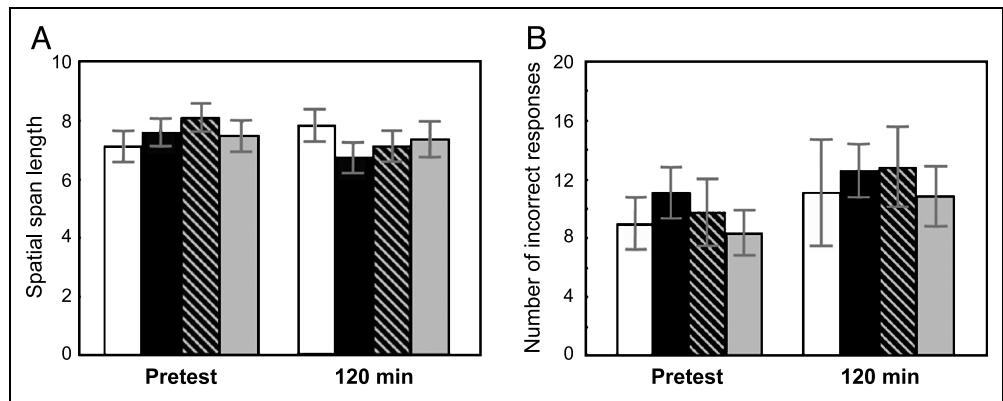 A
Spatial span length
10
8
6
4
2
0
Pretest
120 min
B
Number of incorrect responses
20
16
12
8
4
0
Pretest
120 min